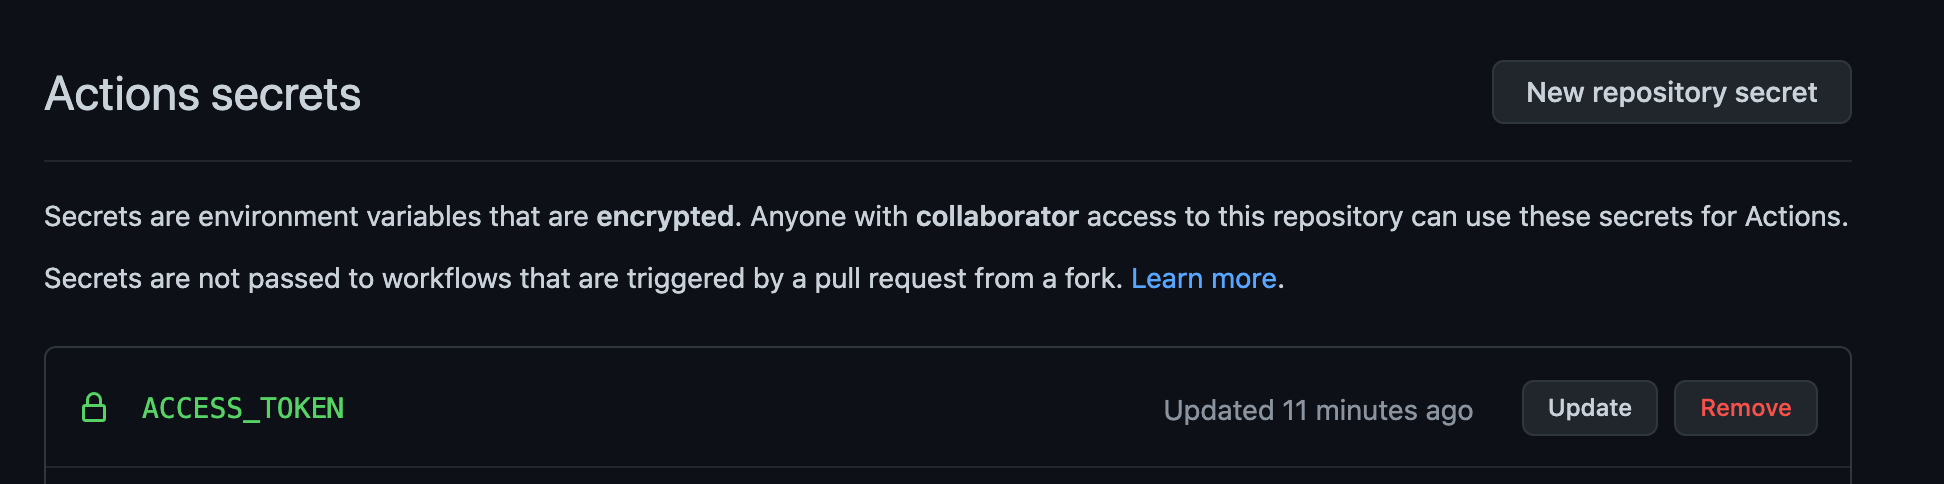 Actions secrets
New repository secret
Secrets are environment variables that are encrypted. Anyone with collaborator access to this repository can use these secrets for Actions.
Secrets are not passed to workflows that are triggered by a pull request from a fork. Learn more.
ACCESS_TOKEN
Updated 11 minutes ago
Update
Remove